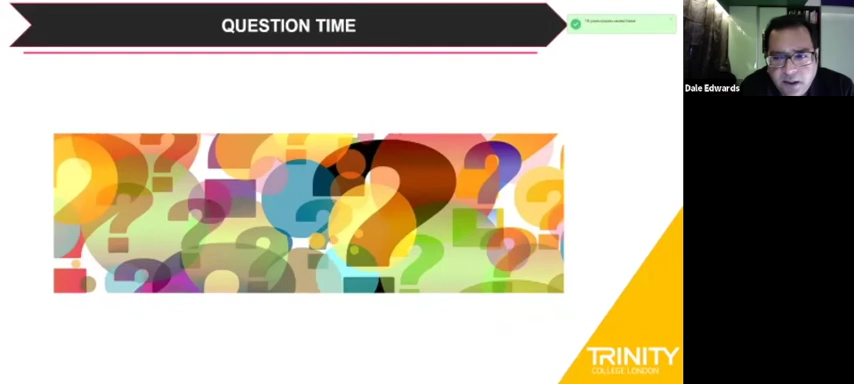 QUESTION TIME
Dale Edwards
TRINITY
COLLEGE LONDON